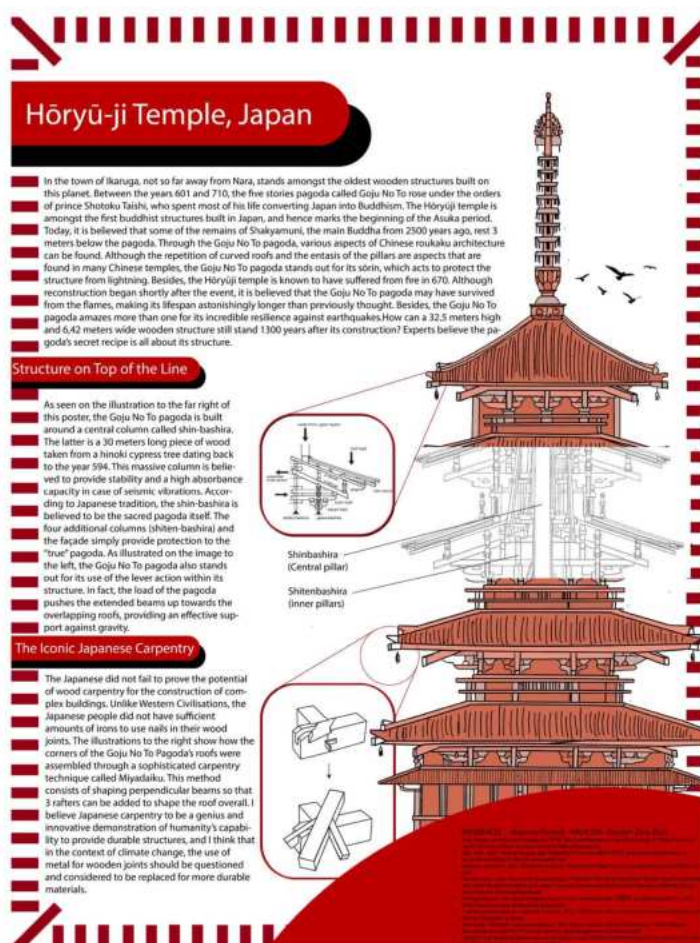 Hōryū-ji Temple, Japan
In the town of Ikaruga, not so far away from Nara, stands amongst the oldest wooden structures built on
this planet. Between the years 601 and 710, the five stories pagoda called Goju No To rose under the orders
of prince Shotoku Taishi, who spent most of his life converting Japan into Buddhism. The Hōryūji temple is
amongst the first buddhist structures built in Japan, and hence marks the beginning of the Asuka period.
Today, it is believed that some of the remains of Shakyamuni, the main Buddha from 2500 years ago, rest 3
meters below the pagoda. Through the Goju No To pagoda, various aspects of Chinese roukaku architecture
can be found. Although the repetition of curved roofs and the entasis of the pillars are aspects that are
found in many Chinese temples, the Goju No To pagoda stands out for its sōrin, which acts to protect the
structure from lightning. Besides, the Hōryūji temple is known to have suffered from fire in 670. Although
reconstruction began shortly after the event, it is believed that the Goju No To pagoda may have survived
from the flames, making its lifespan astonishingly longer than previously thought. Besides, the Goju No To
pagoda amazes more than one for its incredible resilience against earthquakes.How can a 32.5 meters high
and 6,42 meters wide wooden structure still stand 1300 years after its construction? Experts believe the pa-
goda's secret recipe is all about its structure.
Structure on Top of the Line
As seen on the illustration to the far right of
this poster, the Goju No To pagoda is built
around a central column called shin-bashira.
The latter is a 30 meters long piece of wood
taken from a hinoki cypress tree dating back
to the year 594. This massive column is belie-
ved to provide stability and a high absorbance
capacity in case of seismic vibrations. Accor-
ding to Japanese tradition, the shin-bashira is
believed to be the sacred pagoda itself. The
four additional columns (shiten-bashira) and
the façade simply provide protection to the
"true" pagoda. As illustrated on the image to
the left, the Goju No To pagoda also stands
out for its use of the lever action within its
structure. In fact, the load of the pagoda
pushes the extended beams up towards the
overlapping roofs, providing an effective sup-
port against gravity.
Shinbashira
(Central pillar)
Shitenbashira
(inner pillars)
The Iconic Japanese Carpentry
The Japanese did not fail to prove the potential
of wood carpentry for the construction of com-
plex buildings. Unlike Western Civilisations, the
Japanese people did not have sufficient
amounts of irons to use nails in their wood
joints. The illustrations to the right show how the
corners of the Goju No To Pagoda's roofs were
assembled through a sophisticated carpentry
technique called Miyadaiku. This method
consists of shaping perpendicular beams so that
3 rafters can be added to shape the roof overall. I
believe Japanese carpentry to be a genius and
innovative demonstration of humanity's capabi-
lity to provide durable structures, and I think that
in the context of climate change, the use of
metal for wooden joints should be questioned
and considered to be replaced for more durable
materials.